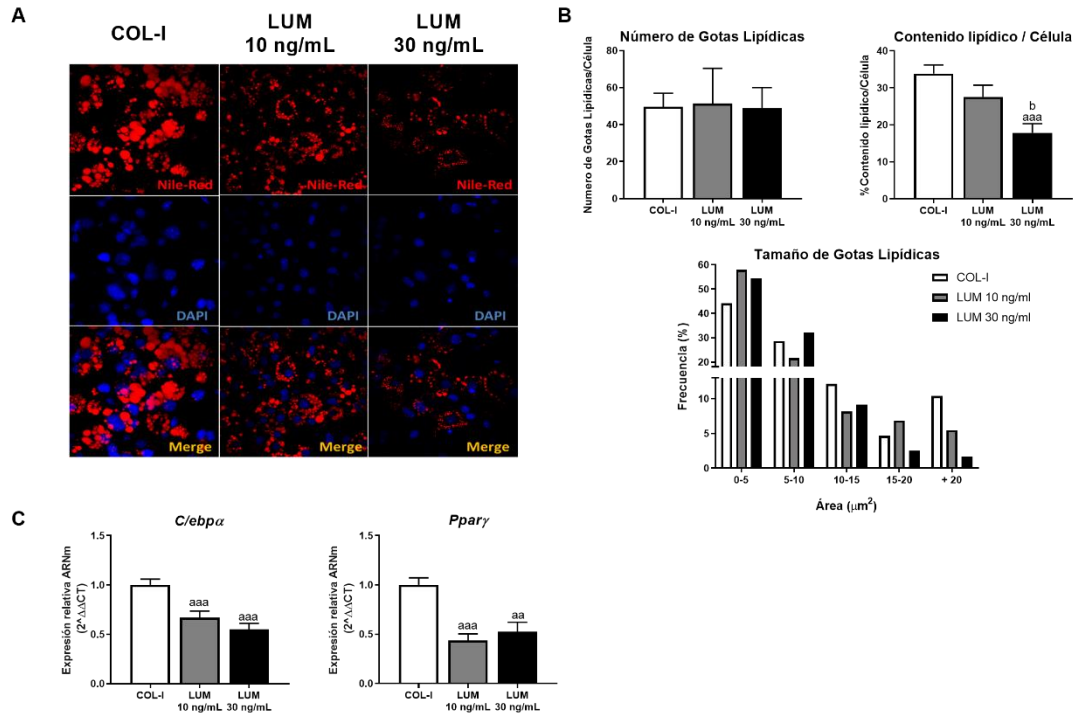 A
COL-I
LUM
10 ng/mL
LUM
30 ng/mL
Nile-Red
Nile-Red
Nile-Red
DAPI
DAPI
DAPI
Merge
Merge
Merge
B
Número de Gotas Lipídicas
Numero de Gotas Lipídicas/Célula
80
60
40
20
0
COL-I
LUM
10 ng/mL
LUM
30 ng/mL
Contenido lipídico / Célula
%Contenido lipídico/Célula
40
30
20
10
0
b
aaa
COL-I
LUM
10 ng/mL
LUM
30 ng/mL
Tamaño de Gotas Lipídicas
Frecuencia (%)
60
50
40
30
20
10
5
0
0-5
5-10
10-15
15-20
+ 20
Área (μm²)
COL-I
LUM 10 ng/ml
LUM 30 ng/ml
C
C/ebpα
Expresión relativa ARNm
(2^ΔΔCT)
1.5
1.0
0.5
0.0
aaa
aaa
COL-I
LUM
10 ng/mL
LUM
30 ng/mL
Pparγ
Expresión relativa ARNm
(2^ΔΔCT)
1.5
1.0
0.5
0.0
aaa
aa
COL-I
LUM
10 ng/mL
LUM
30 ng/mL